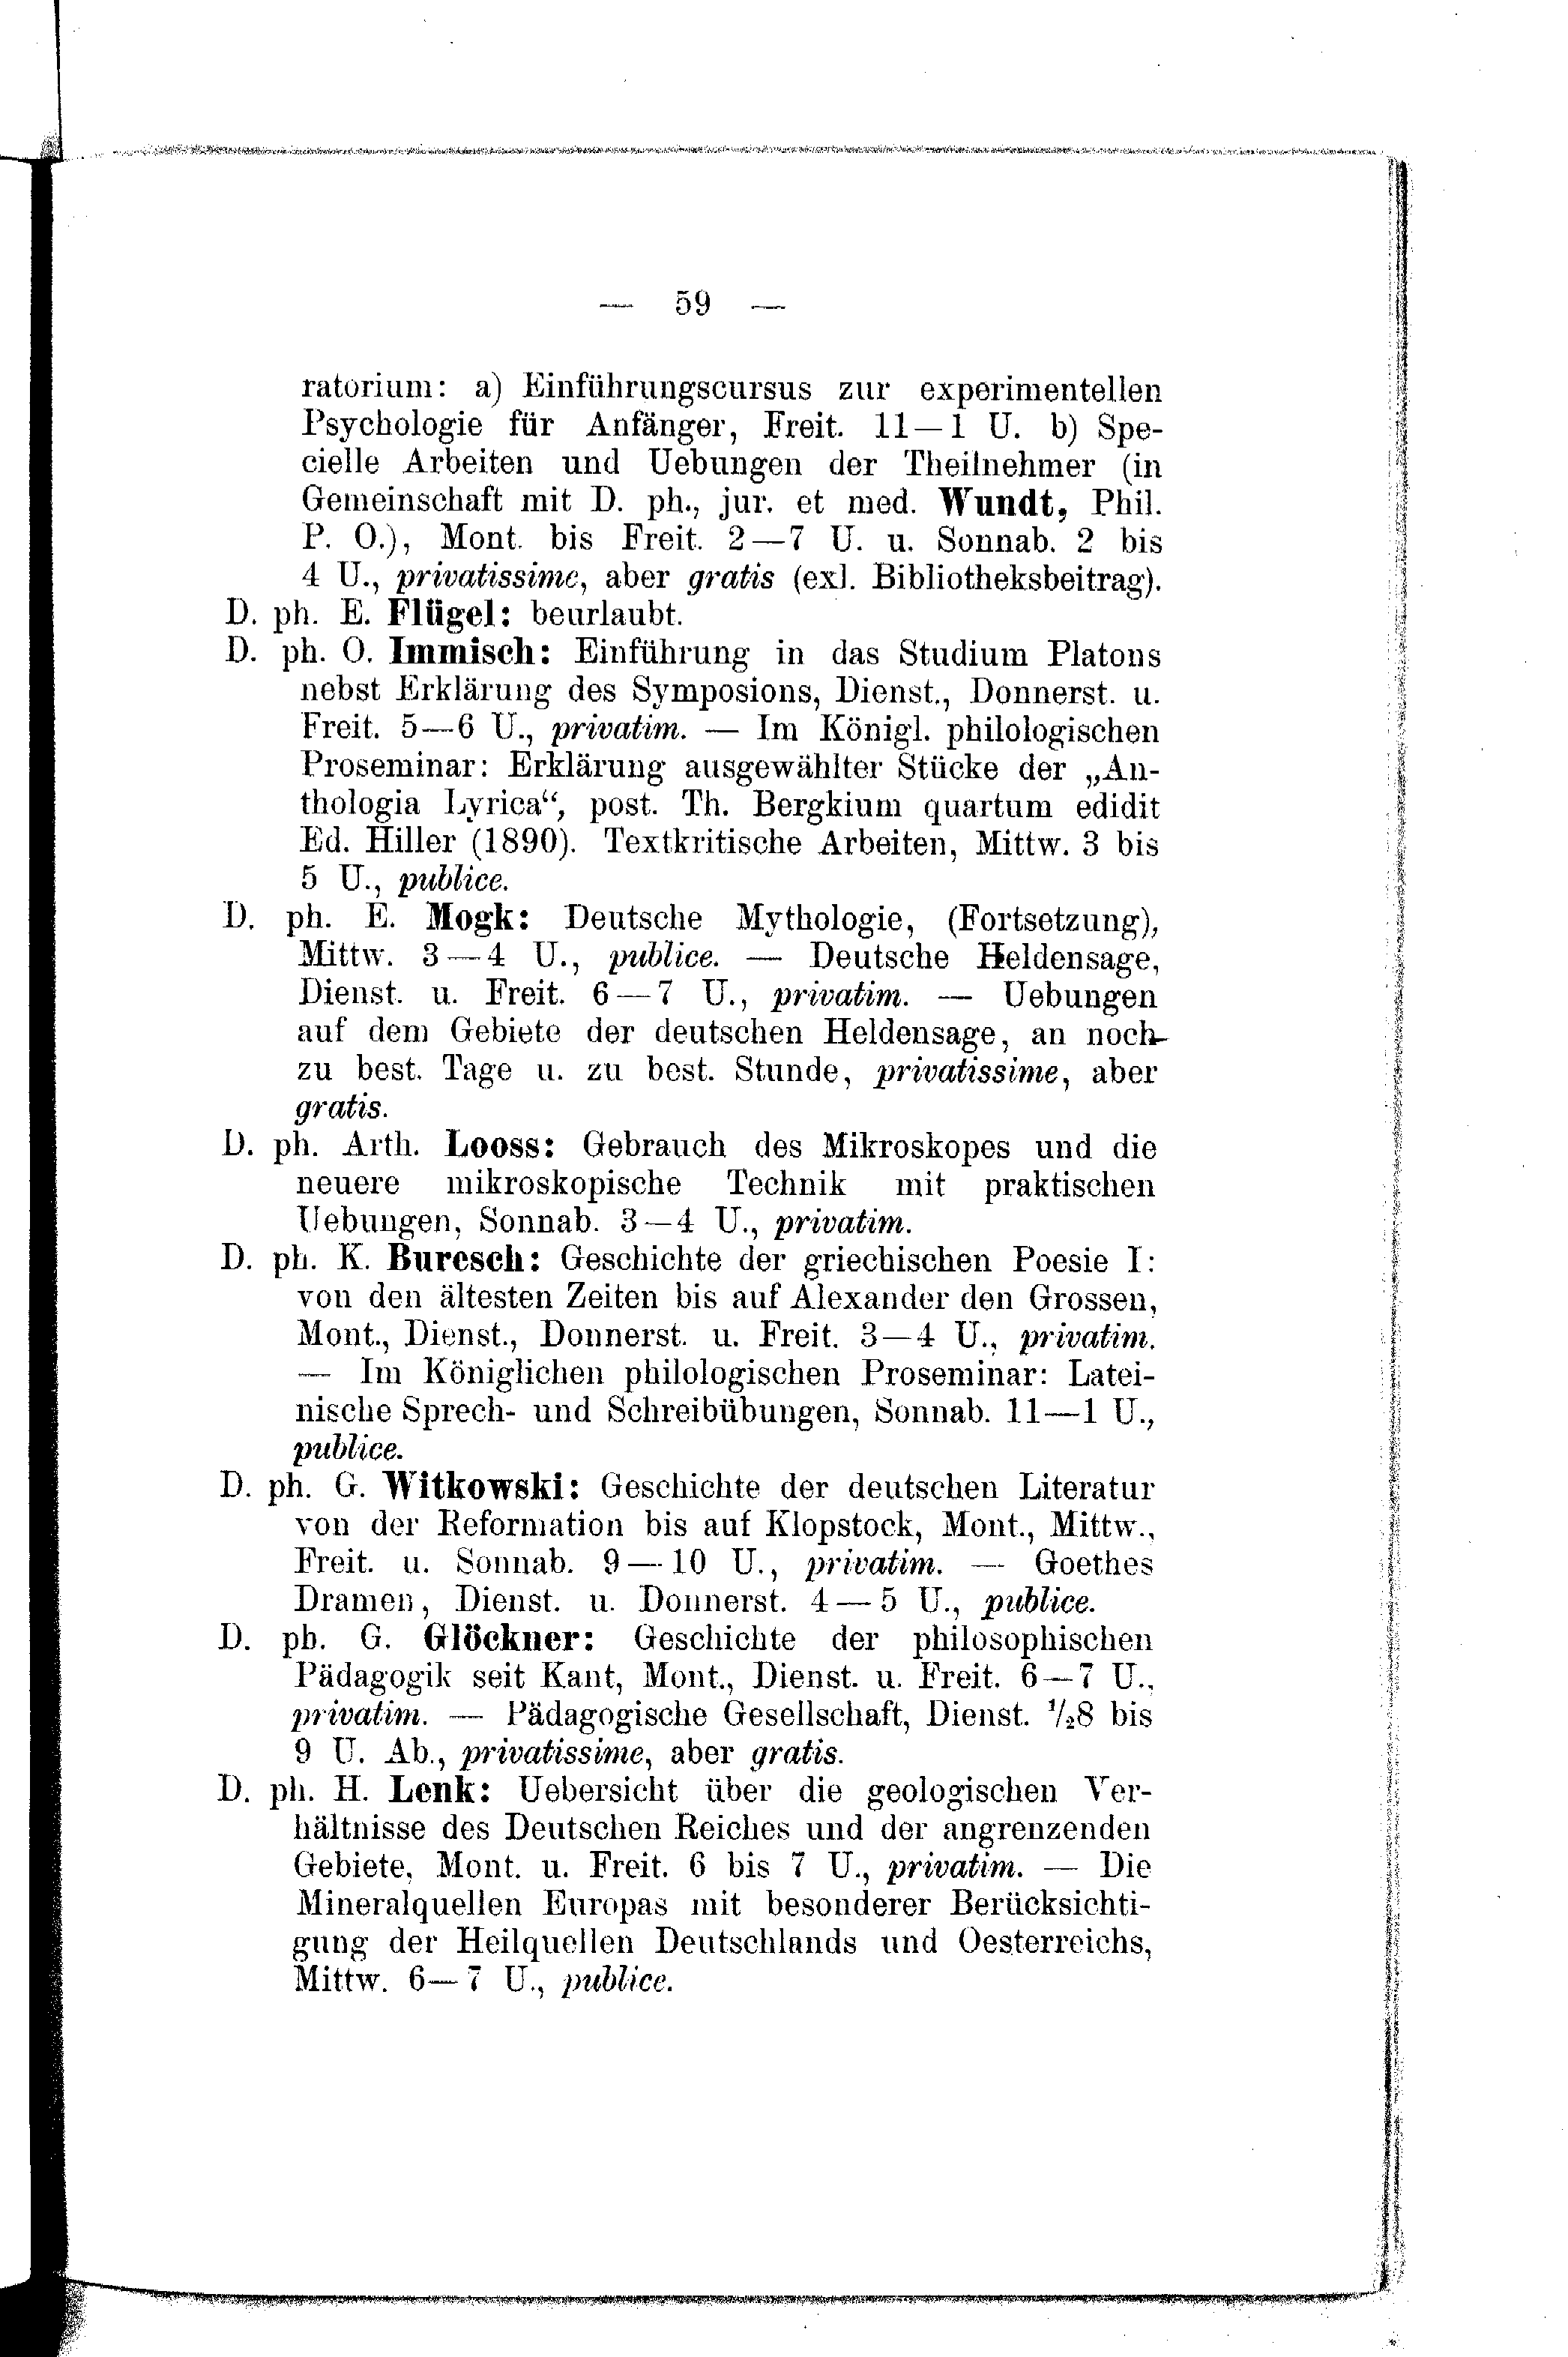 — 59 —
ratorium: a) Einführungscursus zur experimentellen
Psychologie für Anfänger, Freit. 11—1 U. b) Spe-
cielle Arbeiten und Uebungen der Theilnehmer (in
Gemeinschaft mit D. ph., jur. et med. Wundt, Phil.
P. O.), Mont. bis Freit. 2—7 U. u. Sonnab. 2 bis
4 U., privatissime, aber gratis (exl. Bibliotheksbeitrag).
D. ph. E. Flügel: beurlaubt.
D. ph. O. Immisch: Einführung in das Studium Platons
nebst Erklärung des Symposions, Dienst., Donnerst. u.
Freit. 5—6 U., privatim. — Im Königl. philologischen
Proseminar: Erklärung ausgewählter Stücke der „An-
thologia Lyrica“, post. Th. Bergkium quartum edidit
Ed. Hiller (1890). Textkritische Arbeiten, Mittw. 3 bis
5 U., publice.
D. ph. E. Mogk: Deutsche Mythologie, (Fortsetzung),
Mittw. 3—4 U., publice. — Deutsche Heldensage,
Dienst. u. Freit. 6—7 U., privatim. — Uebungen
auf dem Gebiete der deutschen Heldensage, an noch-
zu best. Tage u. zu best. Stunde, privatissime, aber
gratis.
D. ph. Arth. Looss: Gebrauch des Mikroskopes und die
neuere mikroskopische Technik mit praktischen
Uebungen, Sonnab. 3—4 U., privatim.
D. ph. K. Buresch: Geschichte der griechischen Poesie I:
von den ältesten Zeiten bis auf Alexander den Grossen,
Mont., Dienst., Donnerst. u. Freit. 3—4 U., privatim.
— Im Königlichen philologischen Proseminar: Latei-
nische Sprech- und Schreibübungen, Sonnab. 11—1 U.,
publice.
D. ph. G. Witkowski: Geschichte der deutschen Literatur
von der Reformation bis auf Klopstock, Mont., Mittw.,
Freit. u. Sonnab. 9—10 U., privatim. — Goethes
Dramen, Dienst. u. Donnerst. 4—5 U., publice.
D. ph. G. Glöckner: Geschichte der philosophischen
Pädagogik seit Kant, Mont., Dienst. u. Freit. 6—7 U.,
privatim. — Pädagogische Gesellschaft, Dienst. ½8 bis
9 U. Ab., privatissime, aber gratis.
D. ph. H. Lenk: Uebersicht über die geologischen Ver-
hältnisse des Deutschen Reiches und der angrenzenden
Gebiete, Mont. u. Freit. 6 bis 7 U., privatim. — Die
Mineralquellen Europas mit besonderer Berücksichti-
gung der Heilquellen Deutschlands und Oesterreichs,
Mittw. 6—7 U., publice.